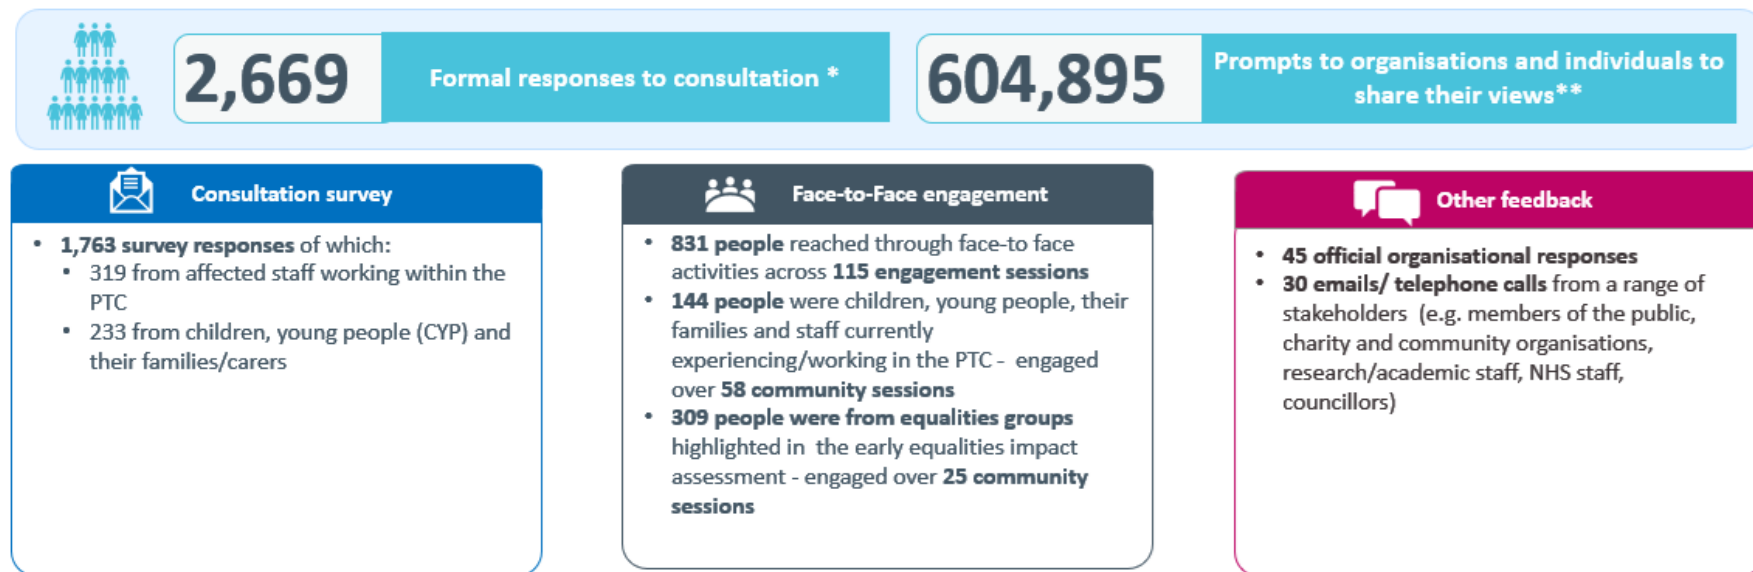 2,669
Formal responses to consultation *
604,895
Prompts to organisations and individuals to
share their views**
Consultation survey
• 1,763 survey responses of which:
• 319 from affected staff working within the
PTC
• 233 from children, young people (CYP) and
their families/carers
Face-to-Face engagement
• 831 people reached through face-to face
activities across 115 engagement sessions
• 144 people were children, young people, their
families and staff currently
experiencing/working in the PTC - engaged
over 58 community sessions
• 309 people were from equalities groups
highlighted in the early equalities impact
assessment - engaged over 25 community
sessions
Other feedback
• 45 official organisational responses
• 30 emails/ telephone calls from a range of
stakeholders (e.g. members of the public,
charity and community organisations,
research/academic staff, NHS staff,
councillors)